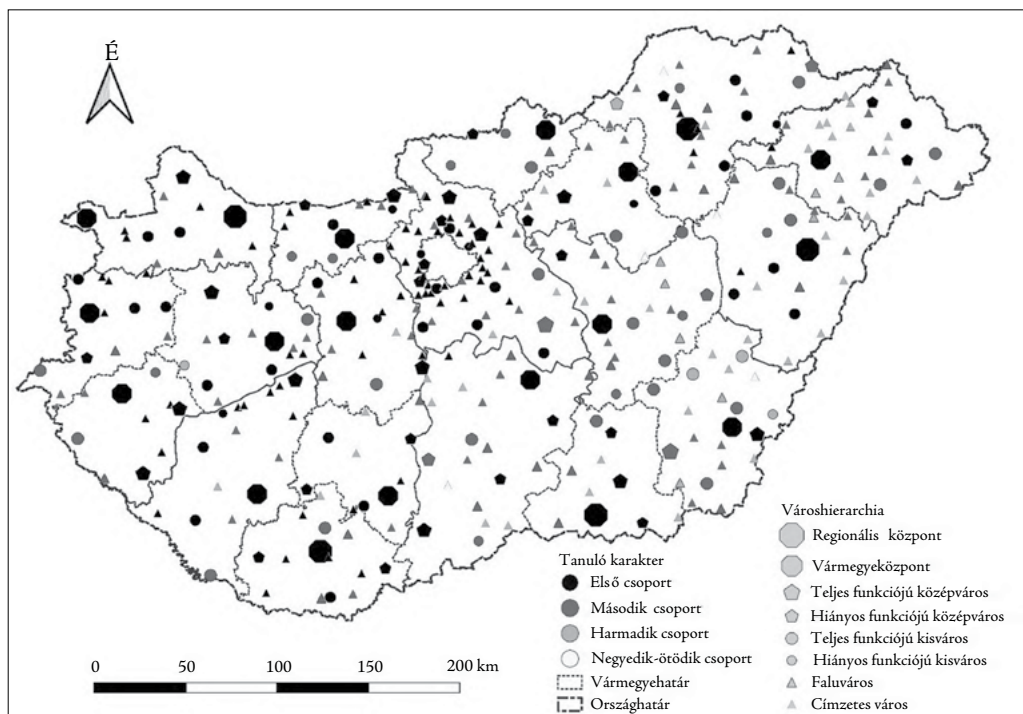 É
Tanuló karakter
Első csoport
Második csoport
Harmadik csoport
Negyedik-ötödik csoport
Vármegyehatár
Országhatár
Városhierarchia
Regionális központ
Vármegyeközpont
Teljes funkciójú középváros
Hiányos funkciójú középváros
Teljes funkciójú kisváros
Hiányos funkciójú kisváros
Faluváros
Címzetes város
0 50 100 150 200 km